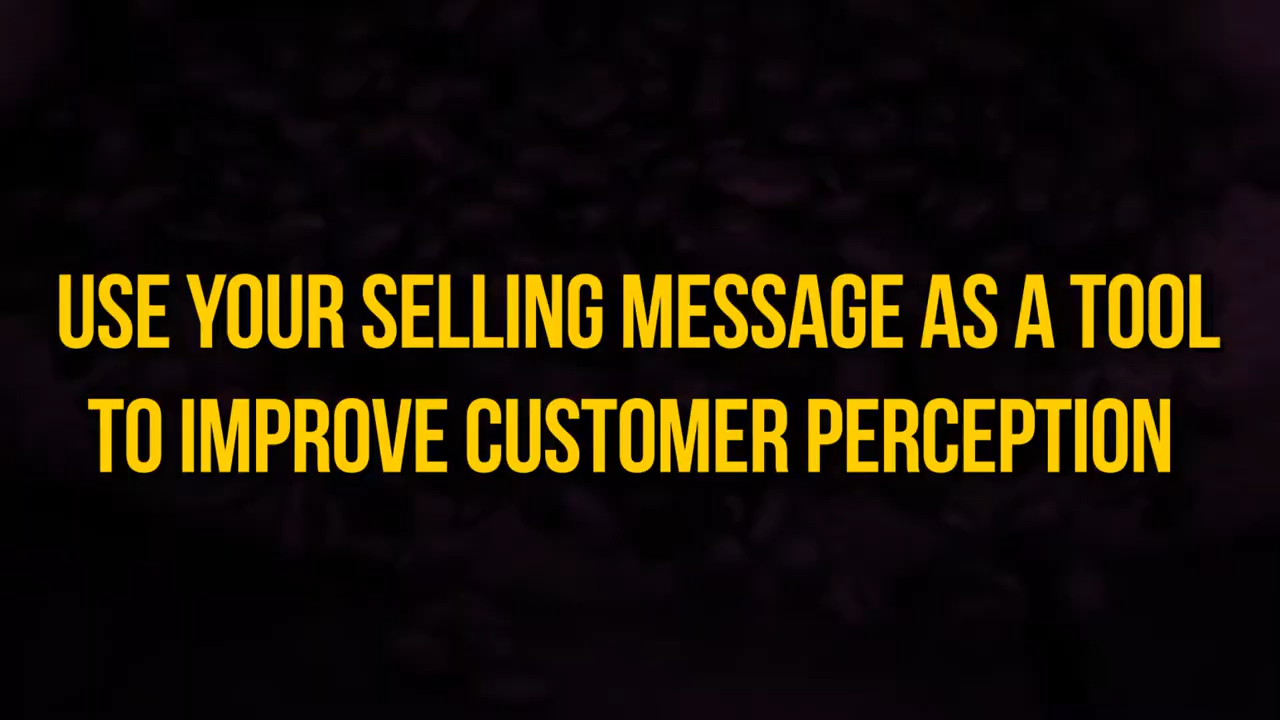 USE YOUR SELLING MESSAGE AS A TOOL
TO IMPROVE CUSTOMER PERCEPTION